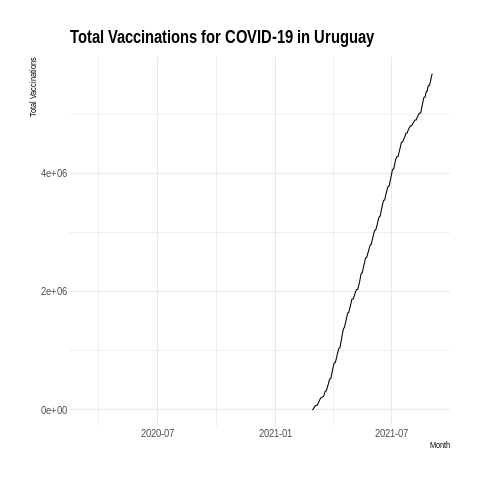 Total Vaccinations for COVID-19 in Uruguay
Total Vaccinations
4e+06
2e+06
0e+00
2020-07
2021-01
2021-07
Month